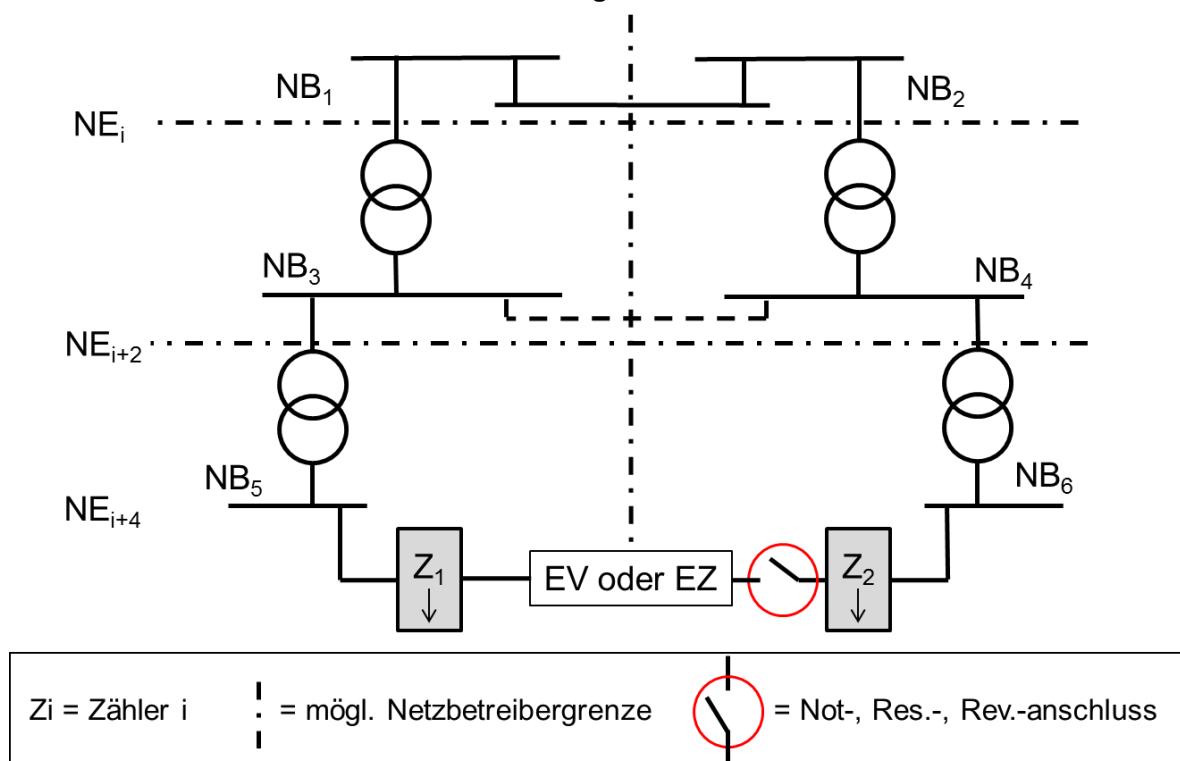 NB₁
NB₂
NEᵢ
NB₃
NB₄
NEᵢ₊₂
NB₅
NB₆
NEᵢ₊₄
Z₁
EV oder EZ
Z₂
Zi = Zähler i
= mögl. Netzbetreibergrenze
= Not-, Res.-, Rev.-anschluss